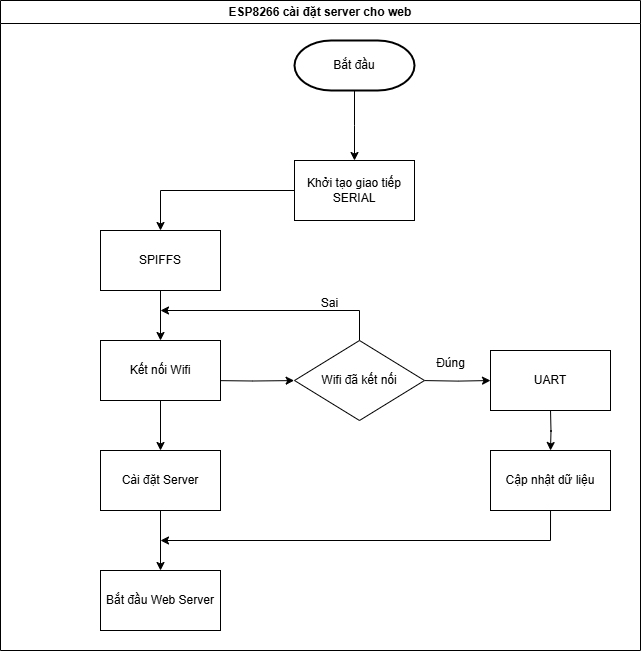 ESP8266 cài đặt server cho web
Bắt đầu
Khởi tạo giao tiếp
SERIAL
SPIFFS
Sai
Kết nối Wifi
Wifi đã kết nối
Đúng
UART
Cài đặt Server
Cập nhật dữ liệu
Bắt đầu Web Server